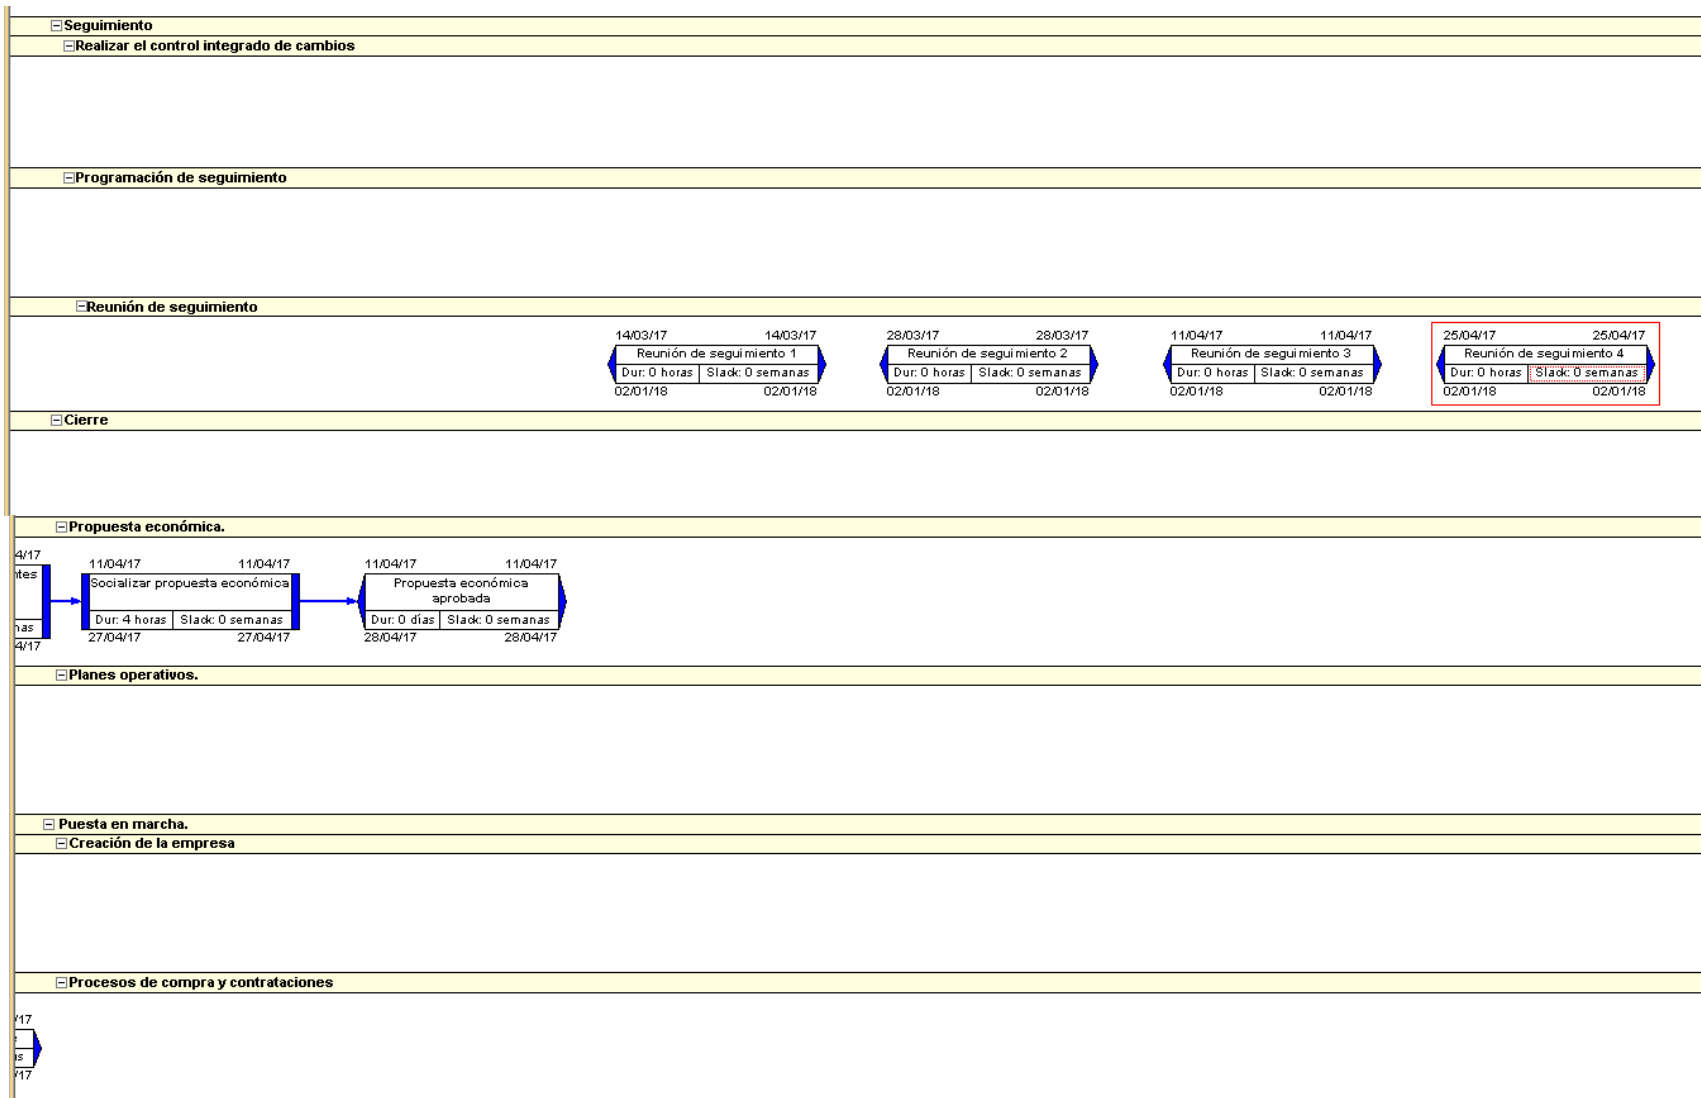 Seguimiento
Realizar el control integrado de cambios
Programación de seguimiento
Reunión de seguimiento
14/03/17 14/03/17 28/03/17 28/03/17 11/04/17 11/04/17 25/04/17 25/04/17
Reunión de seguimiento 1 Reunión de seguimiento 2 Reunión de seguimiento 3 Reunión de seguimiento 4
Dur: 0 horas Slack: 0 semanas Dur: 0 horas Slack: 0 semanas Dur: 0 horas Slack: 0 semanas Dur: 0 horas Slack: 0 semanas
02/01/18 02/01/18 02/01/18 02/01/18 02/01/18 02/01/18 02/01/18 02/01/18
Cierre
Propuesta económica.
4/17 11/04/17 11/04/17 11/04/17 11/04/17
ntes Socializar propuesta económica Propuesta económica
aprobada
nas Dur: 4 horas Slack: 0 semanas Dur: 0 días Slack: 0 semanas
4/17 27/04/17 27/04/17 28/04/17 28/04/17
Planes operativos.
Puesta en marcha.
Creación de la empresa
Procesos de compra y contrataciones
/17
/17